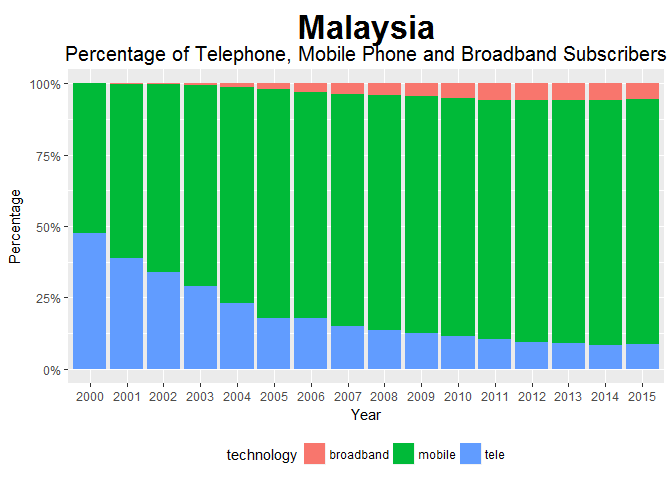 Malaysia
Percentage of Telephone, Mobile Phone and Broadband Subscribers
100%
75%
50%
25%
0%
Percentage
2000 2001 2002 2003 2004 2005 2006 2007 2008 2009 2010 2011 2012 2013 2014 2015
Year
technology broadband mobile tele